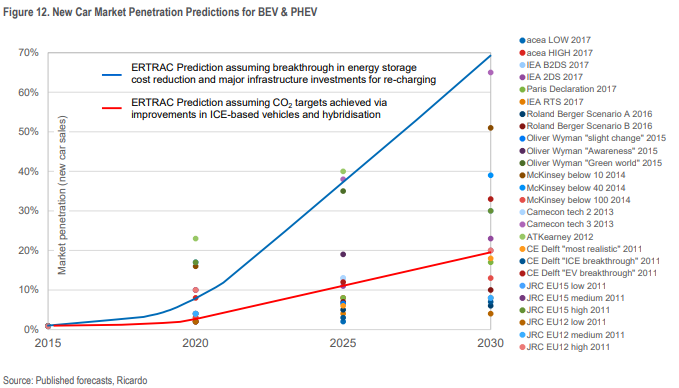 Figure 12. New Car Market Penetration Predictions for BEV & PHEV
70%
60%
50%
40%
30%
20%
10%
0%
Market penetration (new car sales)
ERTRAC Prediction assuming breakthrough in energy storage
cost reduction and major infrastructure investments for re-charging
ERTRAC Prediction assuming CO₂ targets achieved via
improvements in ICE-based vehicles and hybridisation
2015
2020
2025
2030
acea LOW 2017
acea HIGH 2017
IEA B2DS 2017
IEA 2DS 2017
Paris Declaration 2017
IEA RTS 2017
Roland Berger Scenario A 2016
Roland Berger Scenario B 2016
Oliver Wyman "slight change" 2015
Oliver Wyman "Awareness" 2015
Oliver Wyman "Green world" 2015
McKinsey below 10 2014
McKinsey below 40 2014
McKinsey below 100 2014
Camecon tech 2 2013
Camecon tech 3 2013
ATKearney 2012
CE Delft "most realistic" 2011
CE Delft "ICE breakthrough" 2011
CE Delft "EV breakthrough" 2011
JRC EU15 low 2011
JRC EU15 medium 2011
JRC EU15 high 2011
JRC EU12 low 2011
JRC EU12 medium 2011
JRC EU12 high 2011
Source: Published forecasts, Ricardo